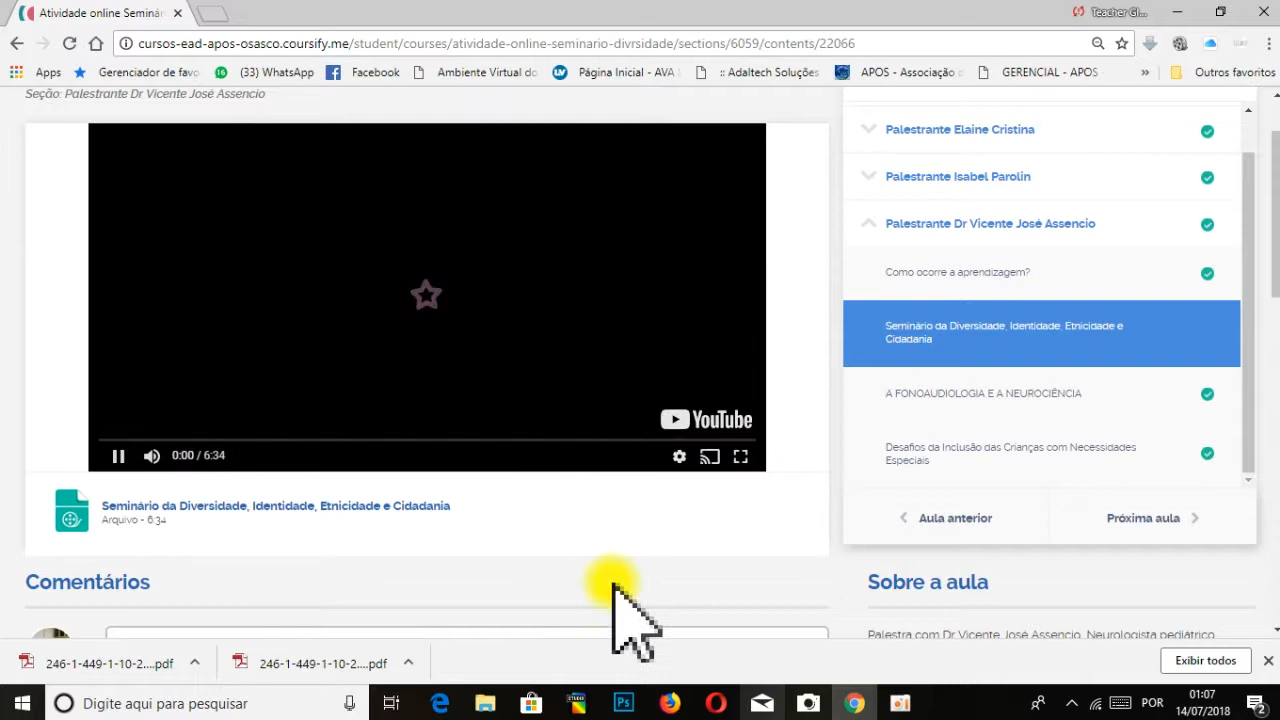 Atividade online Seminár
Teacher Gl...
cursos-ead-apos-osasco.coursify.me/student/courses/atividade-online-seminario-divrsidade/sections/6059/contents/22066
Apps
Gerenciador de favo
(33) WhatsApp
Facebook
Ambiente Virtual do
Página Inicial - AVA
:: Adaltech Soluções
APOS - Associação d
GERENCIAL - APOS
»
Outros favoritos
Seção: Palestrante Dr Vicente José Assencio
YouTube
0:00 / 6:34
Seminário da Diversidade, Identidade, Etnicidade e Cidadania
Arquivo - 6:34
Comentários
Palestrante Elaine Cristina
Palestrante Isabel Parolin
Palestrante Dr Vicente José Assencio
Como ocorre a aprendizagem?
Seminário da Diversidade, Identidade, Etnicidade e
Cidadania
A FONOAUDIOLOGIA E A NEUROCIÊNCIA
Desafios da Inclusão das Crianças com Necessidades
Especiais
Aula anterior
Próxima aula
Sobre a aula
Palestra com Dr Vicente José Assencio, Neurologista pediátrico
246-1-449-1-10-2....pdf
246-1-449-1-10-2....pdf
Exibir todos
Digite aqui para pesquisar
Ps
POR
01:07
14/07/2018
2